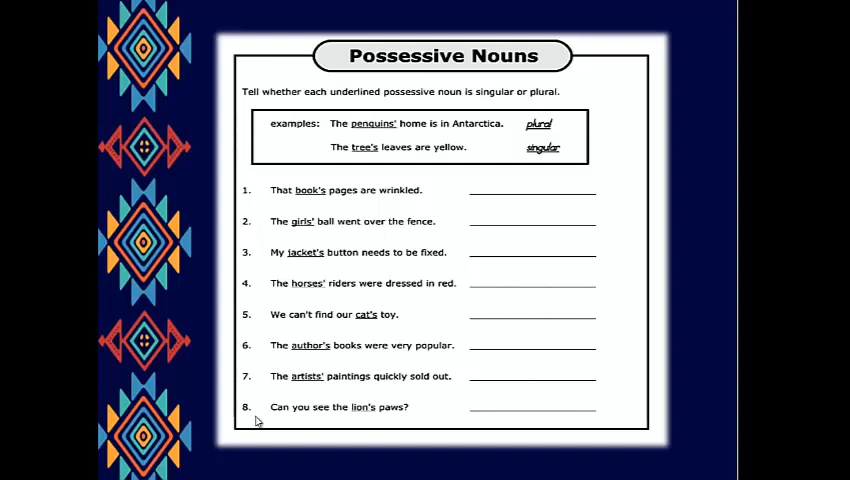 Possessive Nouns
Tell whether each underlined possessive noun is singular or plural.
examples: The penguins' home is in Antarctica. plural
The tree's leaves are yellow. singular
1. That book's pages are wrinkled.
2. The girls' ball went over the fence.
3. My jacket's button needs to be fixed.
4. The horses' riders were dressed in red.
5. We can't find our cat's toy.
6. The author's books were very popular.
7. The artists' paintings quickly sold out.
8. Can you see the lion's paws?